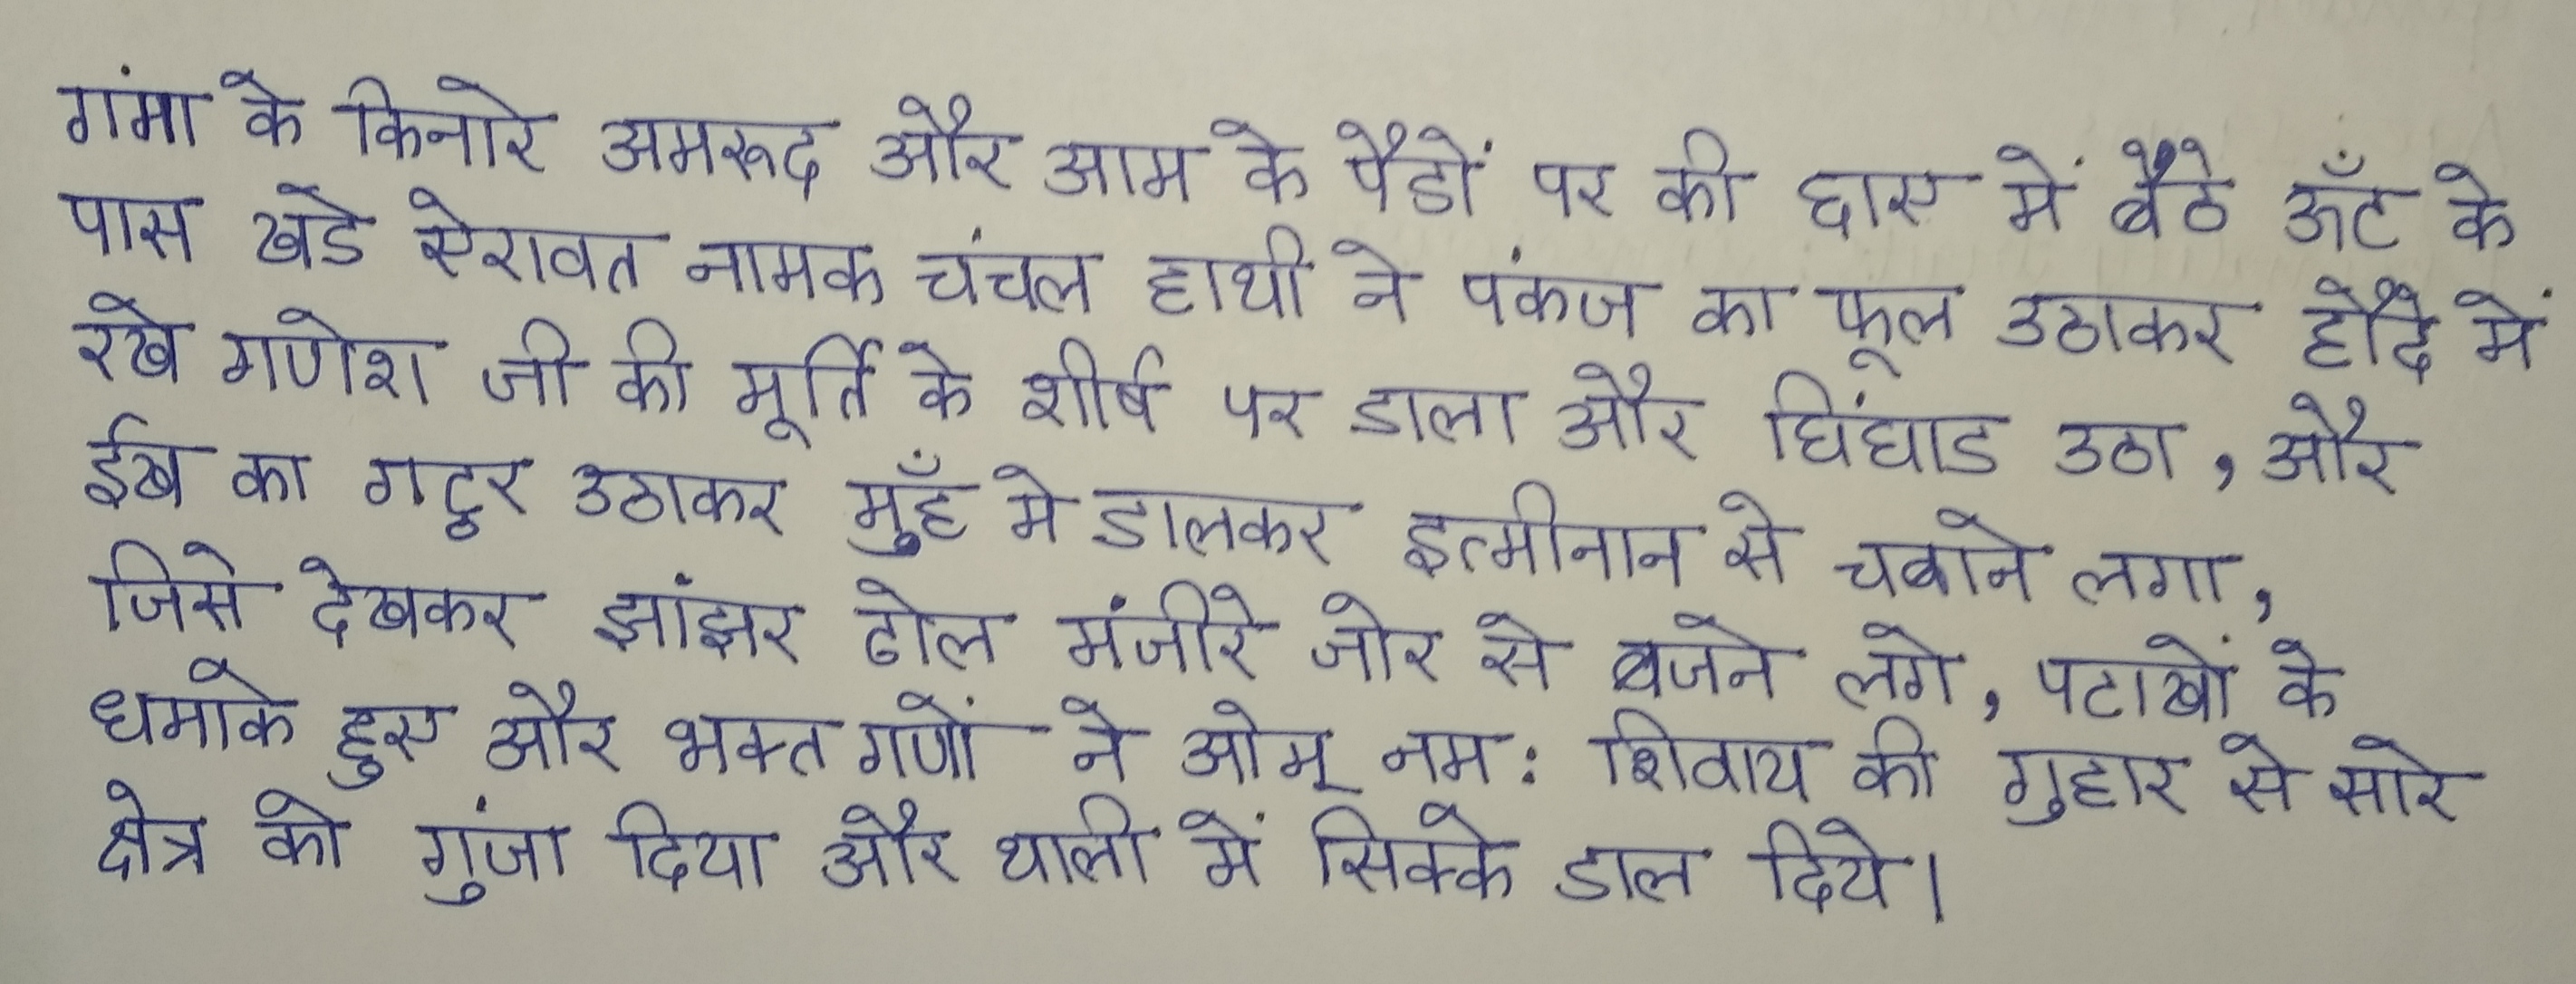 गंगा के किनारे अमरूद और आम के पैडों पर की छाए में बैठे ऊँट के
पास खडे ऐरावत नामक चंचल हाथी ने पंकज का फूल उठाकर हौदे में
रखे गणेश जी की मूर्ति के शीर्ष पर डाला और घिंघाड उठा, और
ईख का गट्ठर उठाकर मुँह मे डालकर इत्मीनान से चबाने लगा,
जिसे देखकर झांझर ढोल मंजीरे जोर से बजने लगे, पटाखों के
धमाके हुए और भक्त गणों ने ओम् नम: शिवाय की गुहार से सारे
क्षेत्र को गुंजा दिया और थाली में सिक्के डाल दिये।